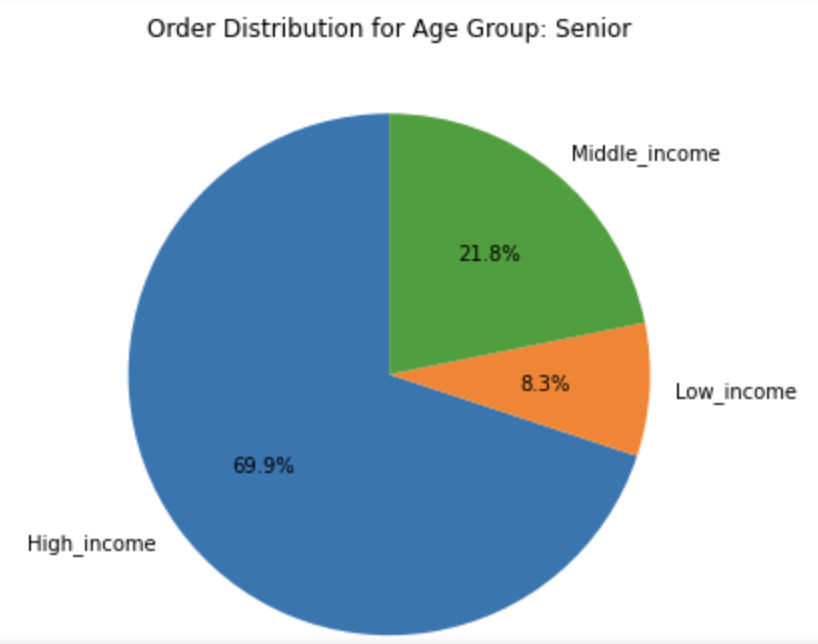 Order Distribution for Age Group: Senior
Middle_income
21.8%
8.3%
Low_income
69.9%
High_income